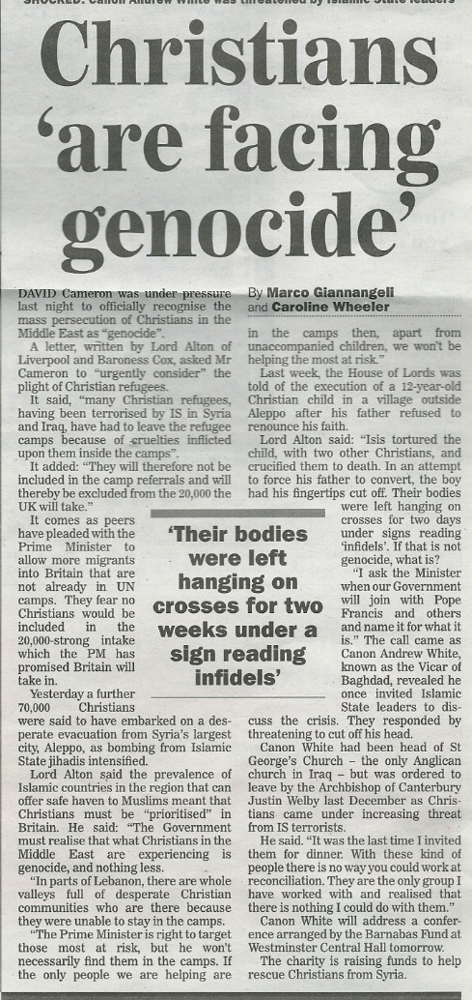 SHOCKED: Canon Andrew White was threatened by Islamic State leaders
Christians
‘are facing
genocide’
DAVID Cameron was under pressure
last night to officially recognise the
mass persecution of Christians in the
Middle East as “genocide”.
A letter, written by Lord Alton of
Liverpool and Baroness Cox, asked Mr
Cameron to “urgently consider” the
plight of Christian refugees.
It said, “many Christian refugees,
having been terrorised by IS in Syria
and Iraq, have had to leave the refugee
camps because of cruelties inflicted
upon them inside the camps”.
It added: “They will therefore not be
included in the camp referrals and will
thereby be excluded from the 20,000 the
UK will take.”
It comes as peers
have pleaded with the
Prime Minister to
allow more migrants
into Britain that are
not already in UN
camps. They fear no
Christians would be
included in the
20,000-strong intake
which the PM has
promised Britain will
take in.
Yesterday a further
70,000 Christians
were said to have embarked on a des-
perate evacuation from Syria’s largest
city, Aleppo, as bombing from Islamic
State jihadis intensified.
Lord Alton said the prevalence of
Islamic countries in the region that can
offer safe haven to Muslims meant that
Christians must be “prioritised” in
Britain. He said: “The Government
must realise that what Christians in the
Middle East are experiencing is
genocide, and nothing less.
“In parts of Lebanon, there are whole
valleys full of desperate Christian
communities who are there because
they were unable to stay in the camps.
“The Prime Minister is right to target
those most at risk, but he won’t
necessarily find them in the camps. If
the only people we are helping are
By Marco Giannangeli
and Caroline Wheeler
in the camps then, apart from
unaccompanied children, we won’t be
helping the most at risk.”
Last week, the House of Lords was
told of the execution of a 12-year-old
Christian child in a village outside
Aleppo after his father refused to
renounce his faith.
Lord Alton said: “Isis tortured the
child, with two other Christians, and
crucified them to death. In an attempt
to force his father to convert, the boy
had his fingertips cut off. Their bodies
were left hanging on
crosses for two days
under signs reading
‘infidels’. If that is not
genocide, what is?
“I ask the Minister
when our Government
will join with Pope
Francis and others
and name it for what it
is.” The call came as
Canon Andrew White,
known as the Vicar of
Baghdad, revealed he
once invited Islamic
State leaders to dis-
cuss the crisis. They responded by
threatening to cut off his head.
Canon White had been head of St
George’s Church – the only Anglican
church in Iraq – but was ordered to
leave by the Archbishop of Canterbury
Justin Welby last December as Chris-
tians came under increasing threat
from IS terrorists.
He said. “It was the last time I invited
them for dinner. With these kind of
people there is no way you could work at
reconciliation. They are the only group I
have worked with and realised that
there is nothing I could do with them.”
Canon White will address a confer-
ence arranged by the Barnabas Fund at
Westminster Central Hall tomorrow.
The charity is raising funds to help
rescue Christians from Syria.
‘Their bodies
were left
hanging on
crosses for two
weeks under a
sign reading
infidels’